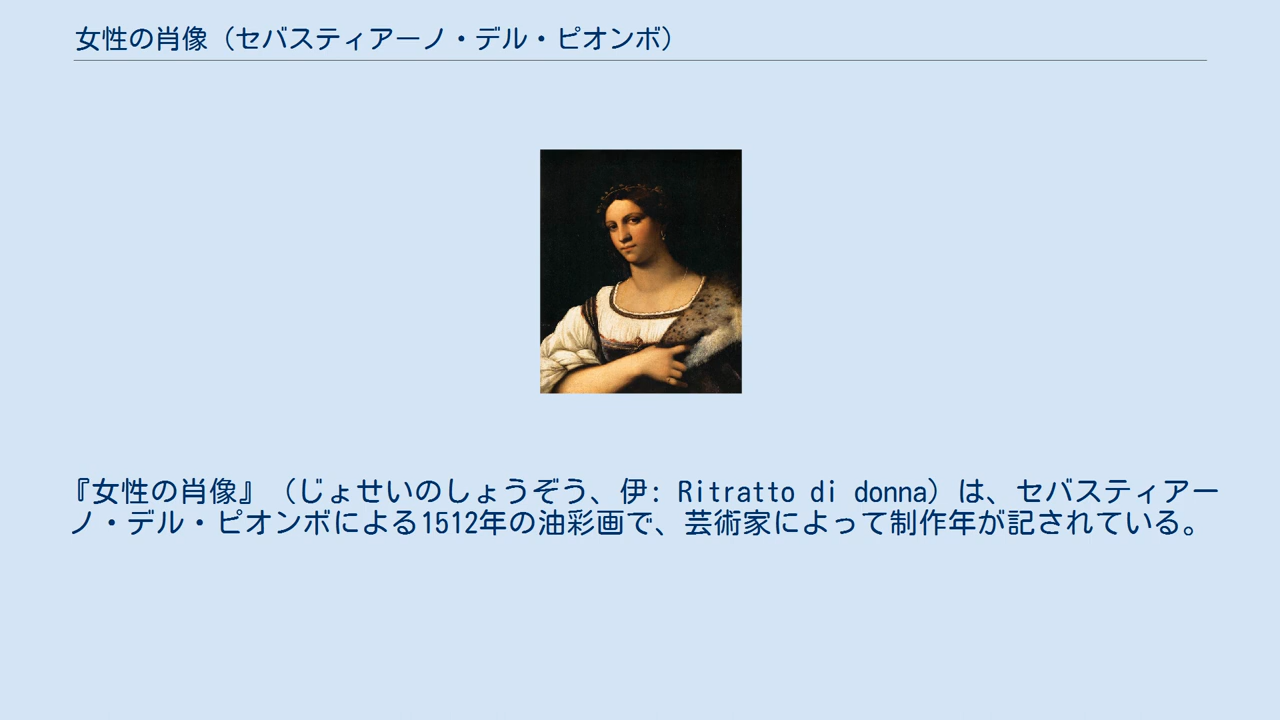 女性の肖像（セバスティアーノ・デル・ピオンボ）
『女性の肖像』（じょせいのしょうぞう、伊: Ritratto di donna）は、セバスティアー
ノ・デル・ピオンボによる1512年の油彩画で、芸術家によって制作年が記されている。